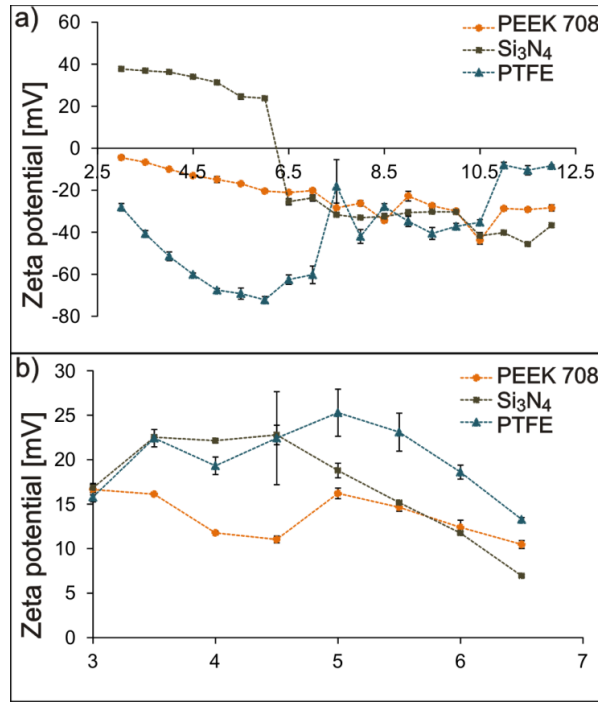 a)
PEEK 708
Si₃N₄
PTFE
Zeta potential [mV]
60
40
20
0
-20
-40
-60
-80
2.5 4.5 6.5 8.5 10.5 12.5
b)
PEEK 708
Si₃N₄
PTFE
Zeta potential [mV]
30
25
20
15
10
5
0
3 4 5 6 7